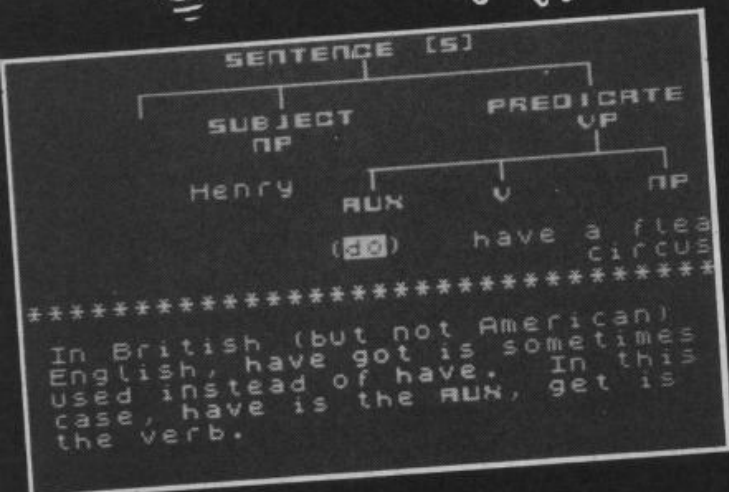 SENTENCE [S]
SUBJECT PREDICATE
NP VP
Henry AUX V NP
(do) have a flea
circus
************************************
In British (but not American)
English, have got is sometimes
used instead of have. In this
case, have is the AUX, get is
the verb.